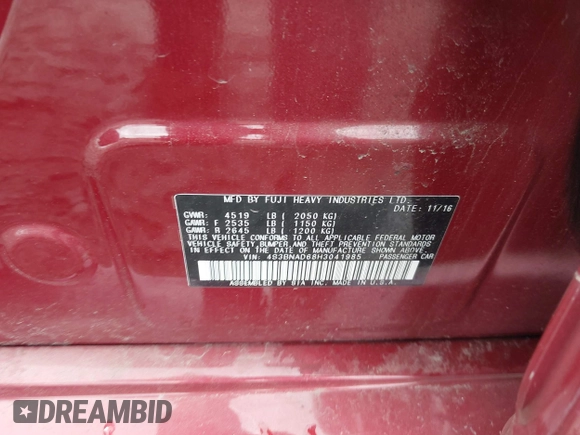 MFD BY FUJI HEAVY INDUSTRIES LTD.
DATE: 11/16
GVWR: 4519 LB ( 2050 KG)
GAWR: F 2535 LB ( 1150 KG)
GAWR: R 2645 LB ( 1200 KG)
THIS VEHICLE CONFORMS TO ALL APPLICABLE FEDERAL MOTOR
VEHICLE SAFETY,BUMPER,AND THEFT PREVENTION STANDARDS
IN EFFECT ON THE DATE OF MANUFACTURE SHOWN ABOVE.
VIN: 4S3BNAD68H3041985 PASSENGER CAR
ASSEMBLED BY SIA INC. MADE IN U.S.A.
DREAMBID